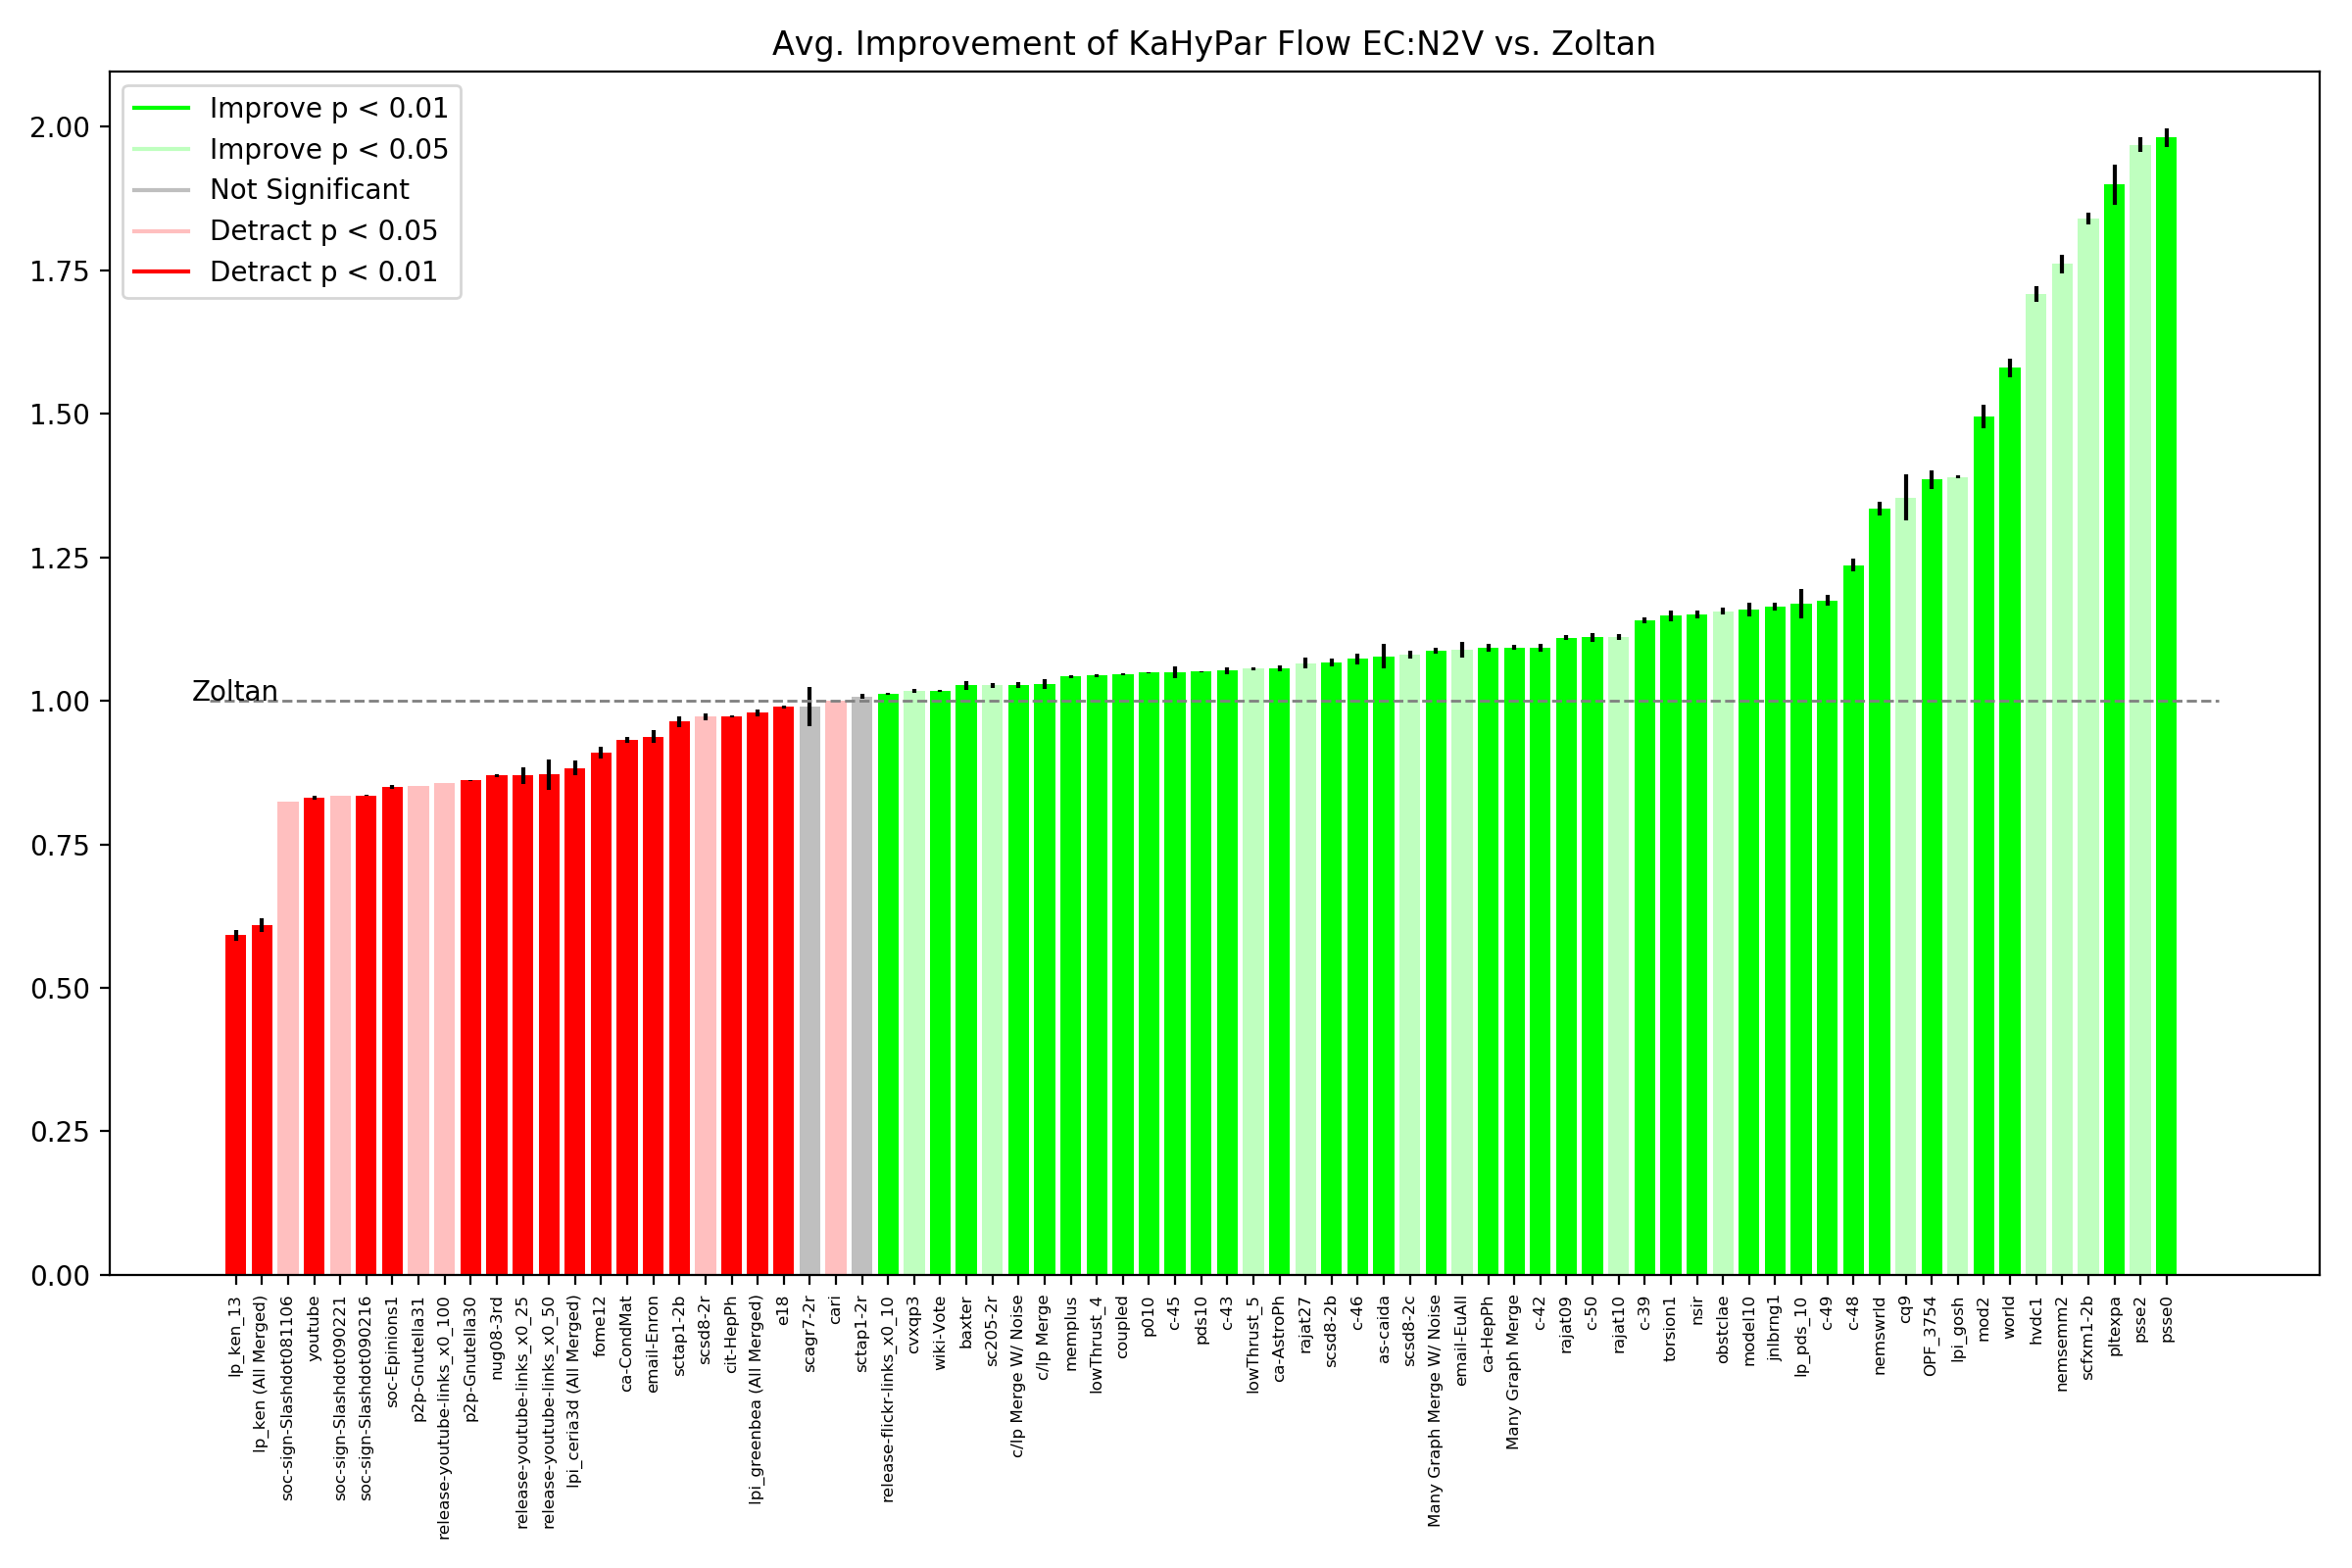 Avg. Improvement of KaHyPar Flow EC:N2V vs. Zoltan
Improve p < 0.01
Improve p < 0.05
Not Significant
Detract p < 0.05
Detract p < 0.01
2.00
1.75
1.50
1.25
1.00
0.75
0.50
0.25
0.00
Zoltan
lp_ken_13
lp_ken (All Merged)
soc-sign-Slashdot081106
youtube
soc-sign-Slashdot090221
soc-sign-Slashdot090216
soc-Epinions1
p2p-Gnutella31
release-youtube-links_x0_100
p2p-Gnutella30
nug08-3rd
release-youtube-links_x0_25
release-youtube-links_x0_50
lpi_ceria3d (All Merged)
fome12
ca-CondMat
email-Enron
sctap1-2b
scsd8-2r
cit-HepPh
lpi_greenbea (All Merged)
e18
scagr7-2r
cari
sctap1-2r
release-flickr-links_x0_10
cvxqp3
wiki-Vote
baxter
sc205-2r
c/lp Merge W/ Noise
c/lp Merge
memplus
lowThrust_4
coupled
p010
c-45
pds10
c-43
lowThrust_5
ca-AstroPh
rajat27
scsd8-2b
c-46
as-caida
scsd8-2c
Many Graph Merge W/ Noise
email-EuAll
ca-HepPh
Many Graph Merge
c-42
rajat09
c-50
rajat10
c-39
torsion1
nsir
obstclae
model10
jnlbrng1
lp_pds_10
c-49
c-48
nemswrld
cq9
OPF_3754
lpi_gosh
mod2
world
hvdc1
nemsemm2
scfxm1-2b
pltexpa
psse2
psse0